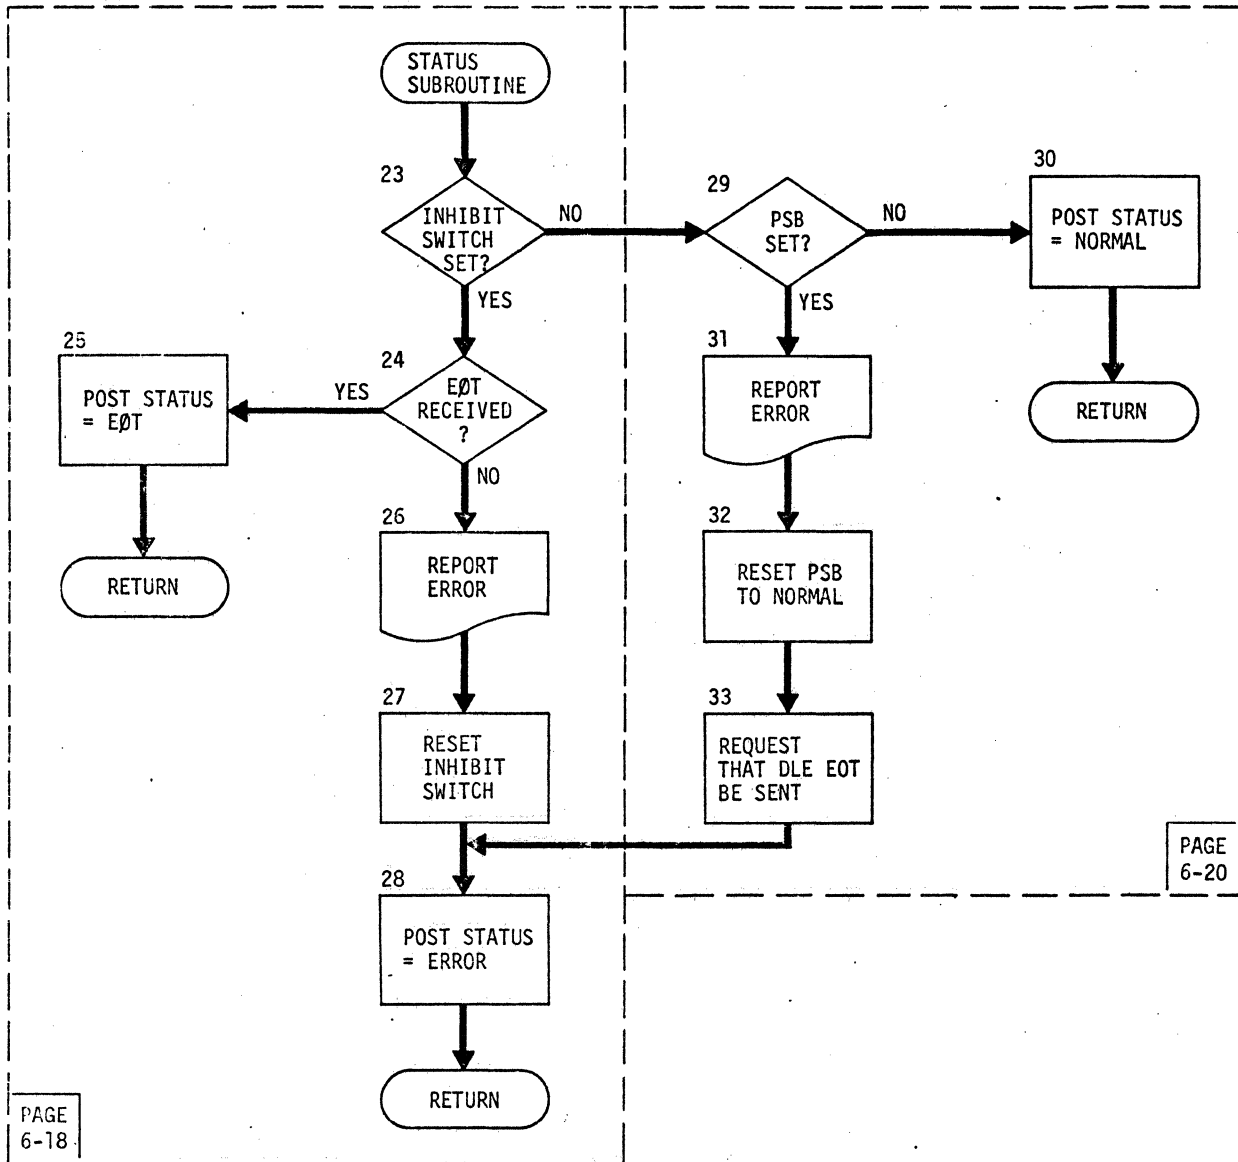 STATUS
SUBROUTINE
23
INHIBIT
SWITCH
SET?
NO
YES
24
EØT
RECEIVED
?
YES
NO
25
POST STATUS
= EØT
RETURN
26
REPORT
ERROR
27
RESET
INHIBIT
SWITCH
28
POST STATUS
= ERROR
RETURN
PAGE
6-18
29
PSB
SET?
NO
YES
30
POST STATUS
= NORMAL
RETURN
31
REPORT
ERROR
32
RESET PSB
TO NORMAL
33
REQUEST
THAT DLE EOT
BE SENT
PAGE
6-20